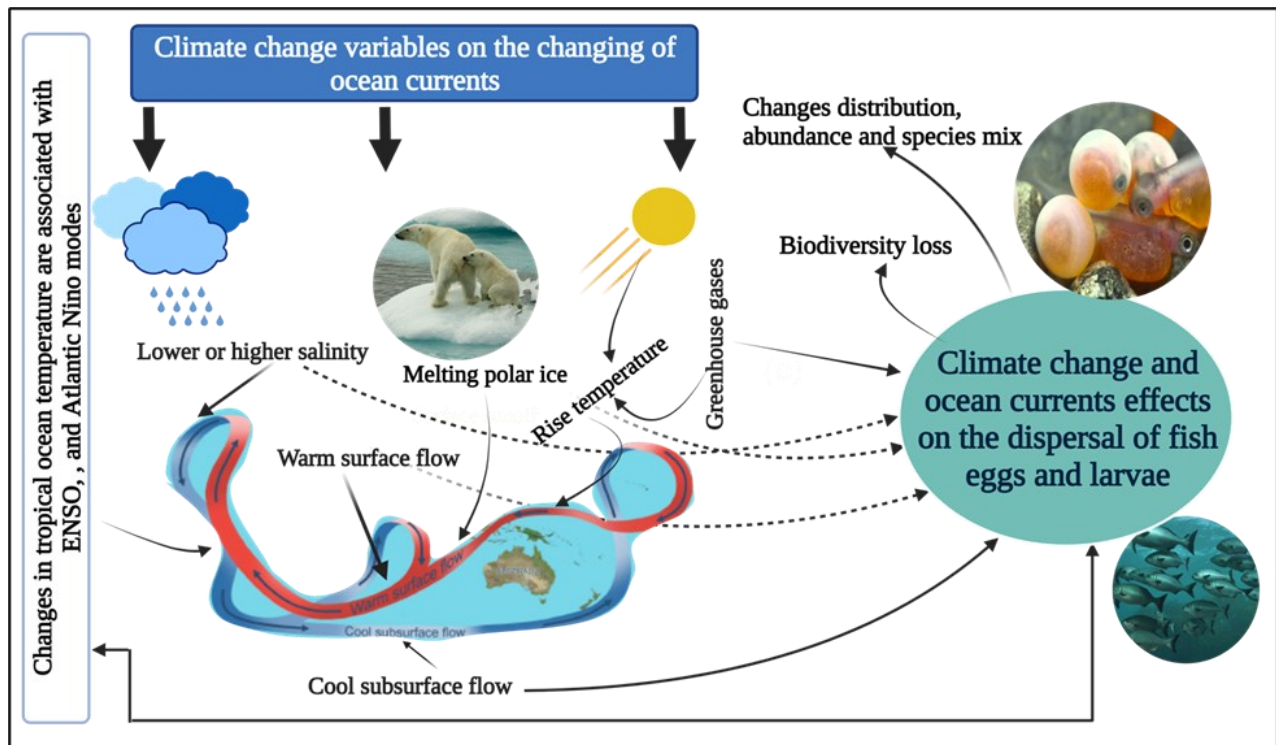 Climate change variables on the changing of
ocean currents
Changes in tropical ocean temperature are associated with
ENSO, , and Atlantic Nino modes
Changes distribution,
abundance and species mix
Biodiversity loss
Greenhouse gases
Lower or higher salinity
Melting polar ice
Rise temperature
Warm surface flow
Climate change and
ocean currents effects
on the dispersal of fish
eggs and larvae
Warm surface flow
Cool subsurface flow
Cool subsurface flow